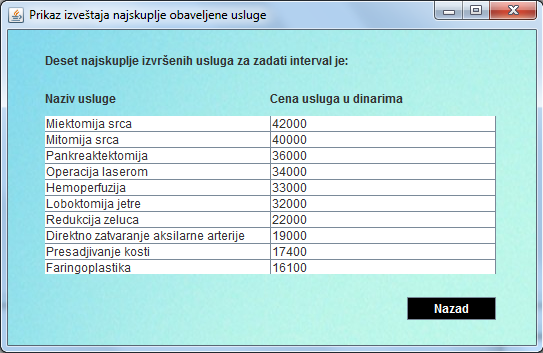 Prikaz izveštaja najskuplje obaveljene usluge
Deset najskuplje izvršenih usluga za zadati interval je:
Naziv usluge Cena usluga u dinarima
Miektomija srca 42000
Mitomija srca 40000
Pankreaktektomija 36000
Operacija laserom 34000
Hemoperfuzija 33000
Loboktomija jetre 32000
Redukcija zeluca 22000
Direktno zatvaranje aksilarne arterije 19000
Presadjivanje kosti 17400
Faringoplastika 16100
Nazad